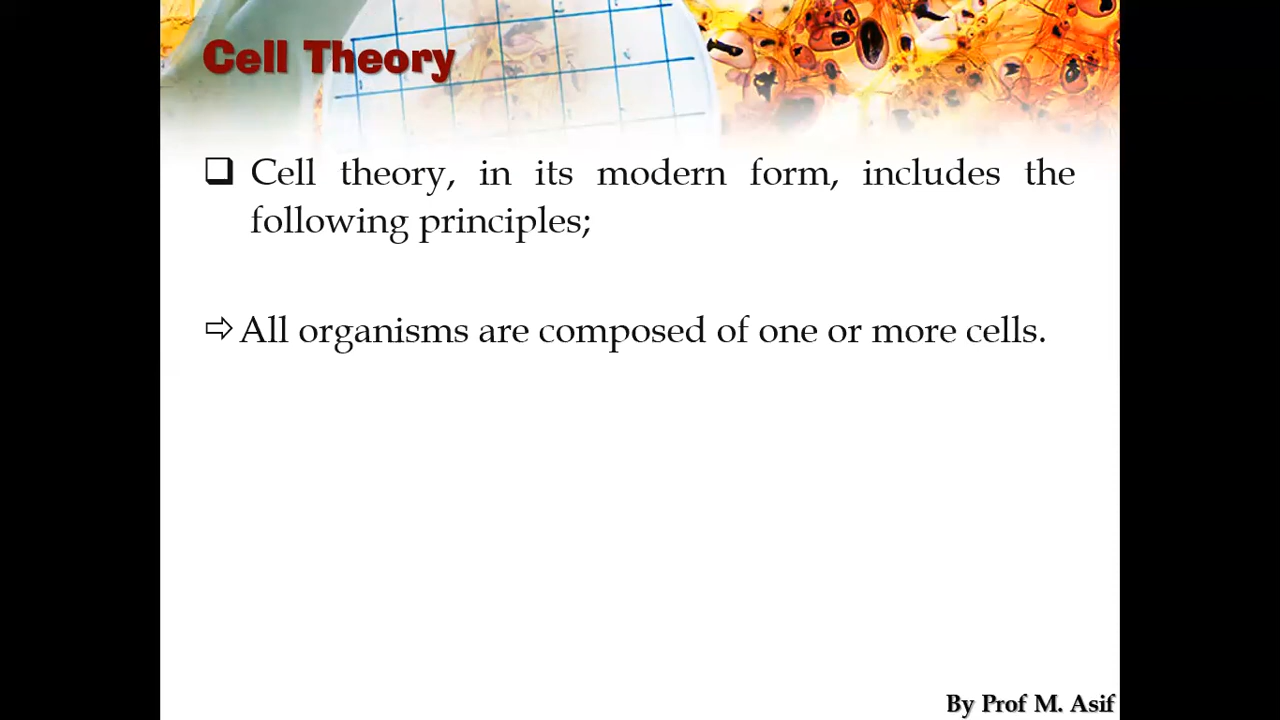 Cell Theory
❑ Cell theory, in its modern form, includes the
following principles;
⇨ All organisms are composed of one or more cells.
By Prof M. Asif